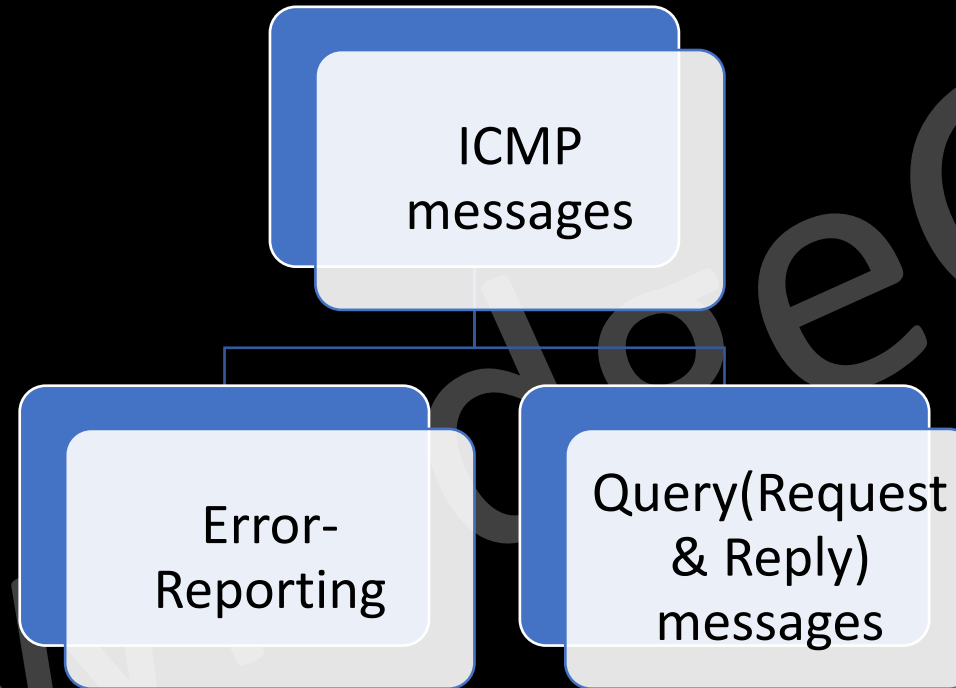 ICMP
messages
Error-
Reporting
Query(Request
& Reply)
messages